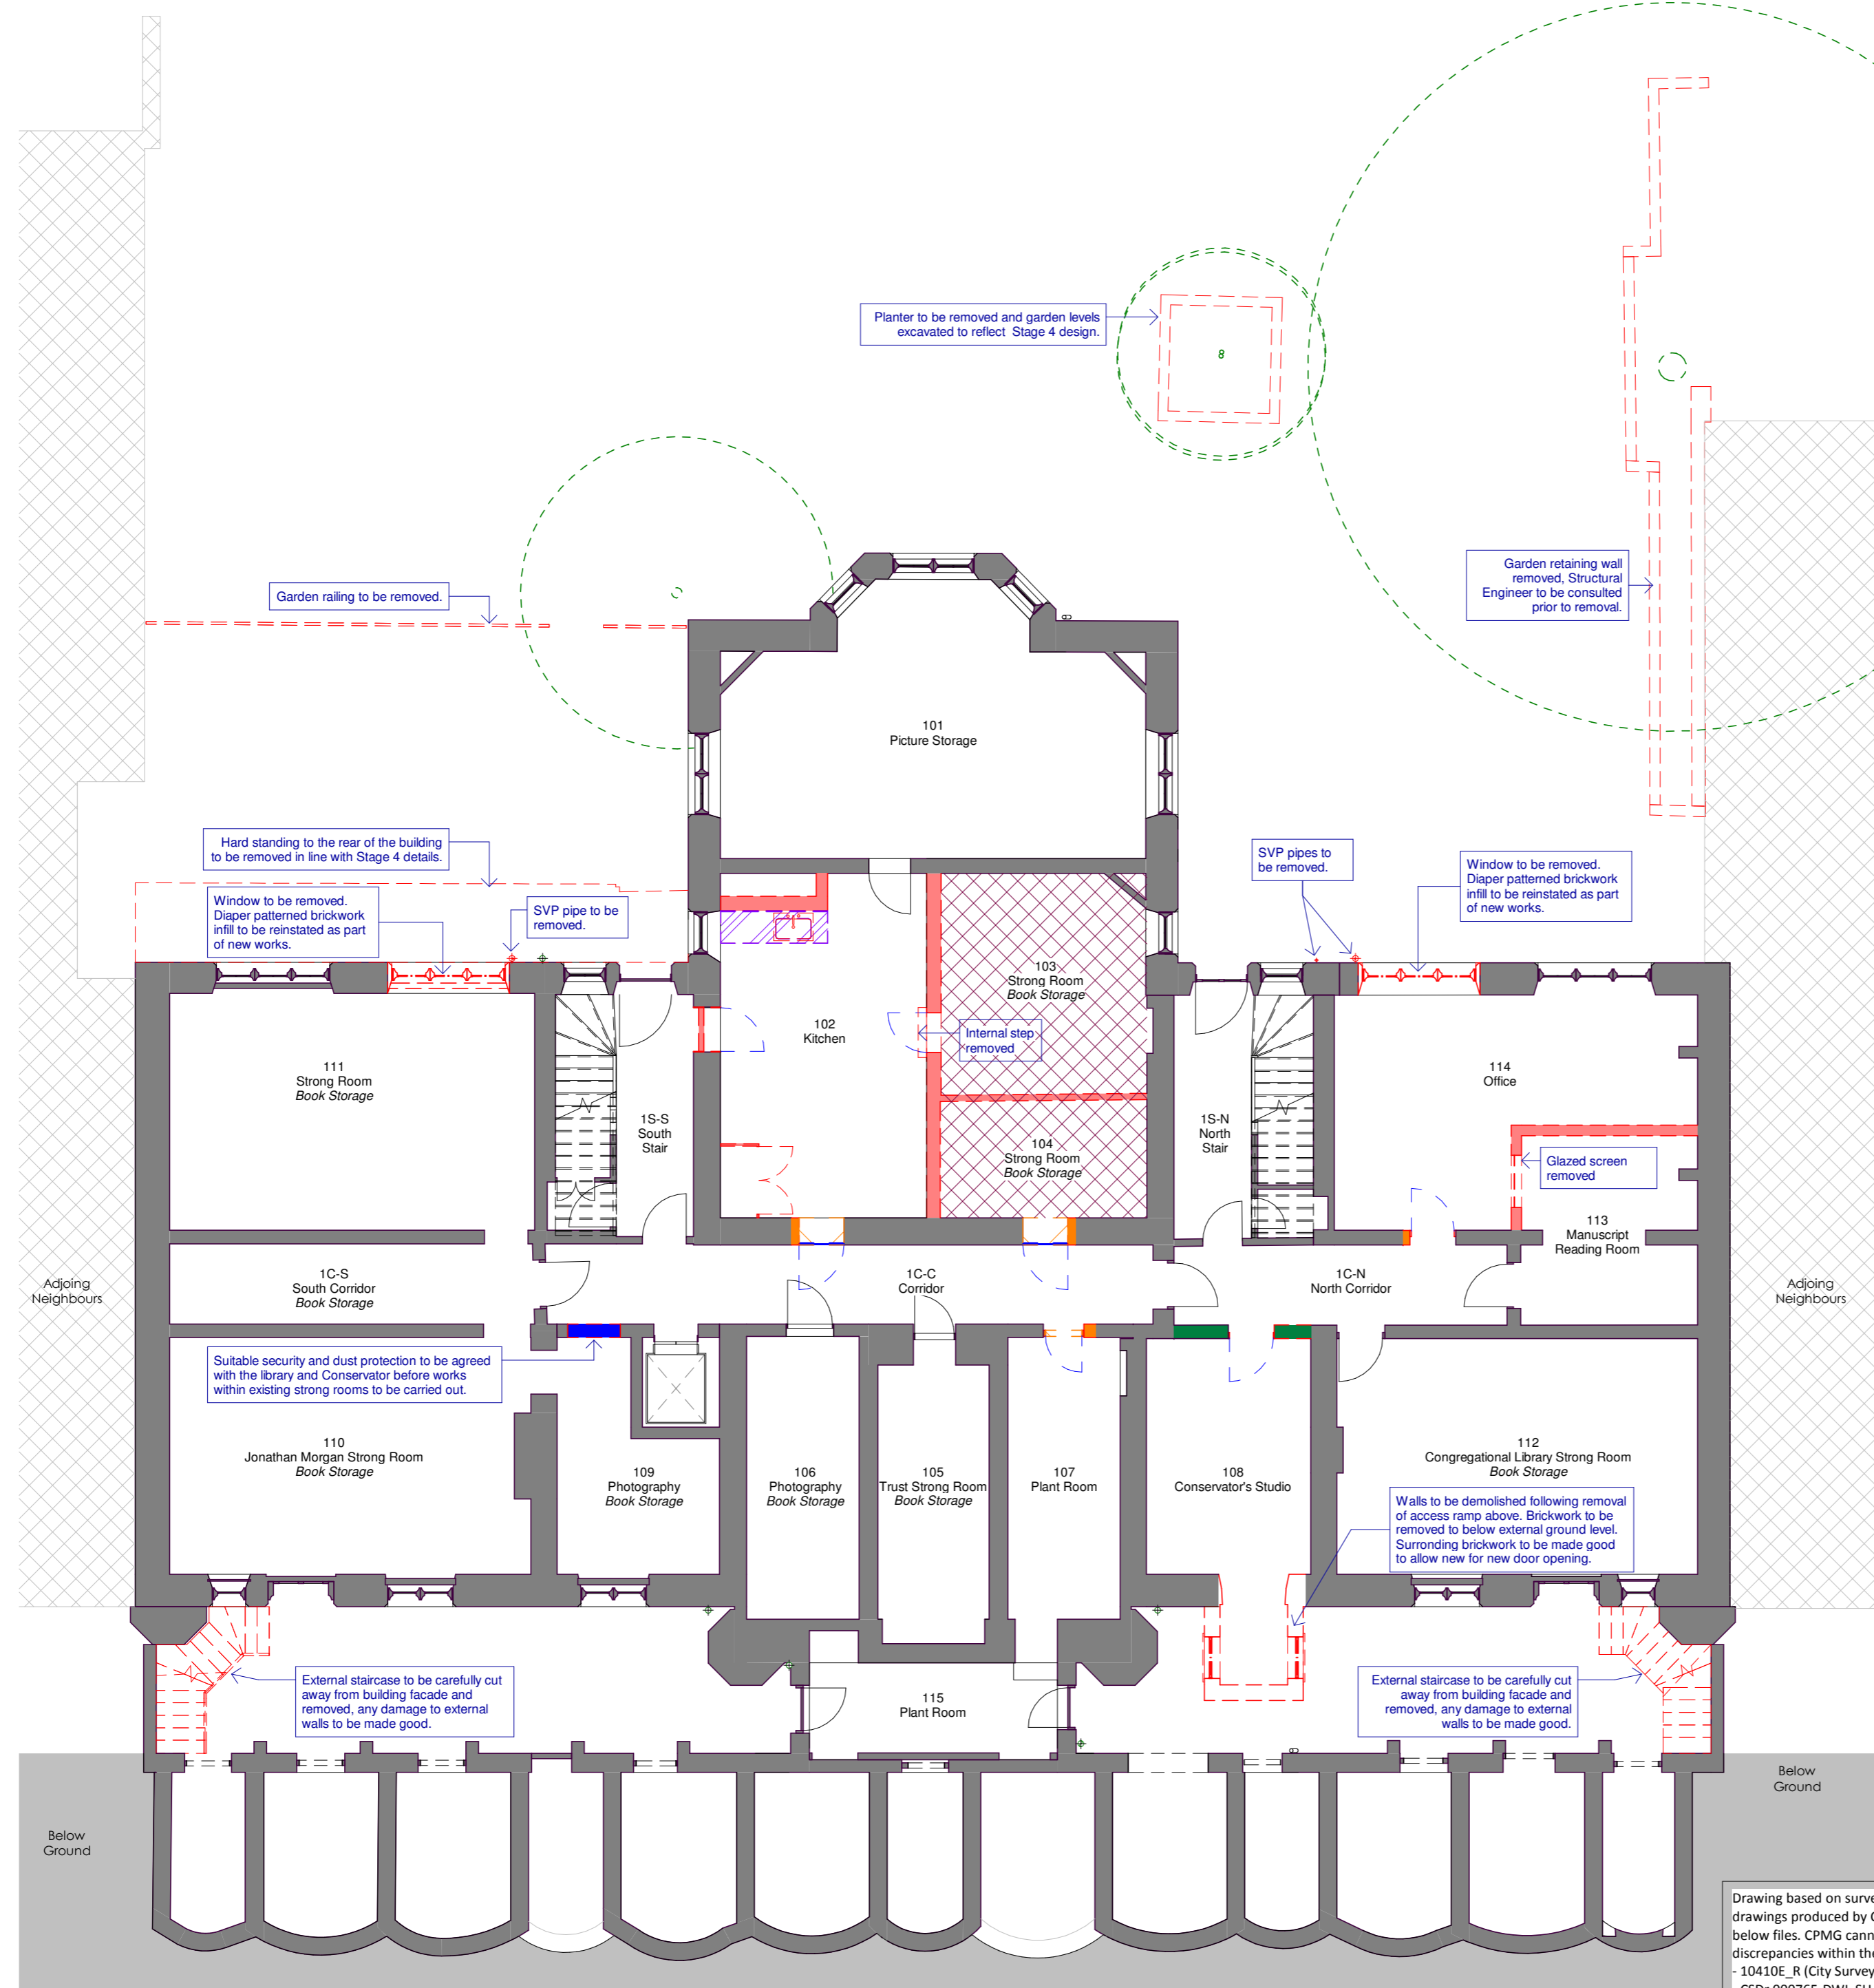 Planter to be removed and garden levels
excavated to reflect Stage 4 design.
8
Garden retaining wall
removed, Structural
Engineer to be consulted
prior to removal.
Garden railing to be removed.
101
Picture Storage
Hard standing to the rear of the building
to be removed in line with Stage 4 details.
Window to be removed.
Diaper patterned brickwork
infill to be reinstated as part
of new works.
SVP pipe to be
removed.
SVP pipes to
be removed.
Window to be removed.
Diaper patterned brickwork
infill to be reinstated as part
of new works.
103
Strong Room
Book Storage
102
Kitchen
Internal step
removed
111
Strong Room
Book Storage
114
Office
1S-S
South
Stair
1S-N
North
Stair
104
Strong Room
Book Storage
Glazed screen
removed
113
Manuscript
Reading Room
Adjoing
Neighbours
1C-S
South Corridor
Book Storage
1C-C
Corridor
1C-N
North Corridor
Adjoing
Neighbours
Suitable security and dust protection to be agreed
with the library and Conservator before works
within existing strong rooms to be carried out.
110
Jonathan Morgan Strong Room
Book Storage
109
Photography
Book Storage
106
Photography
Book Storage
105
Trust Strong Room
Book Storage
107
Plant Room
108
Conservator's Studio
112
Congregational Library Strong Room
Book Storage
Walls to be demolished following removal
of access ramp above. Brickwork to be
removed to below external ground level.
Surronding brickwork to be made good
to allow new for new door opening.
External staircase to be carefully cut
away from building facade and
removed, any damage to external
walls to be made good.
115
Plant Room
External staircase to be carefully cut
away from building facade and
removed, any damage to external
walls to be made good.
Below
Ground
Below
Ground
Drawing based on surve
drawings produced by C
below files. CPMG cann
discrepancies within the
- 10410E_R (City Survey